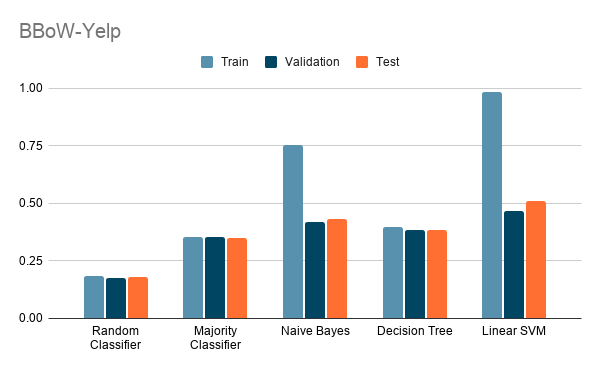 BBoW-Yelp
Train Validation Test
1.00
0.75
0.50
0.25
0.00
Random
Classifier
Majority
Classifier
Naive Bayes
Decision Tree
Linear SVM